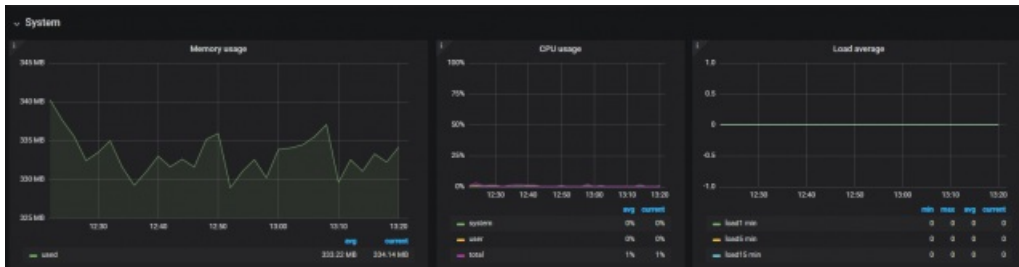 System
Memory usage
345 MB
340 MB
335 MB
330 MB
325 MB
12:30 12:40 12:50 13:00 13:10 13:20
avg current
used 333.22 MB 334.14 MB
CPU usage
100%
75%
50%
25%
0%
12:30 12:40 12:50 13:00 13:10 13:20
avg current
system 0% 0%
user 0% 0%
total 1% 1%
Load average
1.0
0.5
0
-0.5
-1.0
12:30 12:40 12:50 13:00 13:10 13:20
min max avg current
load1 min 0 0 0 0
load5 min 0 0 0 0
load15 min 0 0 0 0